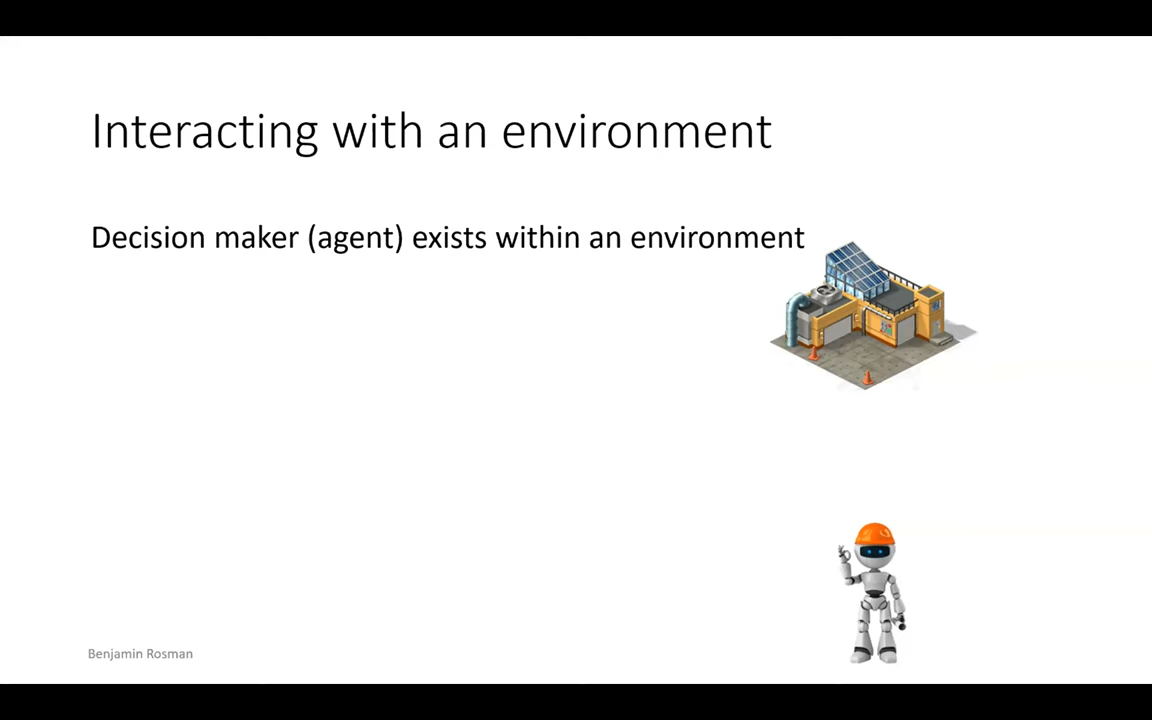 Interacting with an environment
Decision maker (agent) exists within an environment
Benjamin Rosman